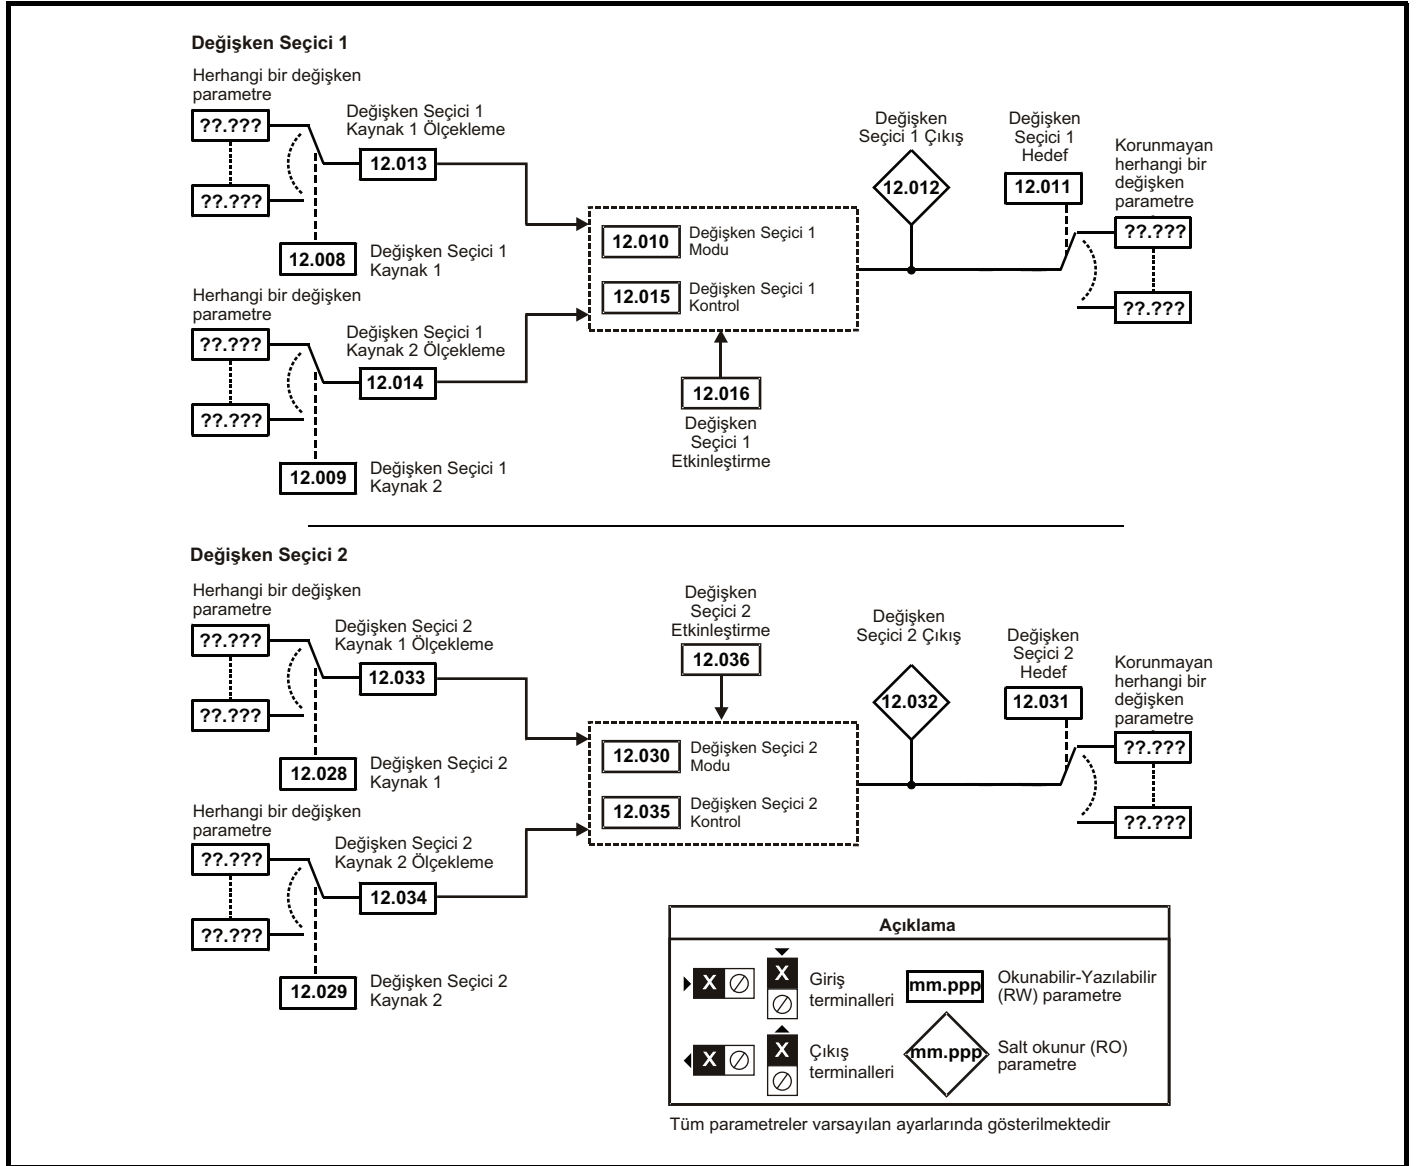 Değişken Seçici 1
Herhangi bir değişken
parametre
??.???
??.???
Değişken Seçici 1
Kaynak 1 Ölçekleme
12.013
12.008
Değişken Seçici 1
Kaynak 1
Herhangi bir değişken
parametre
??.???
??.???
Değişken Seçici 1
Kaynak 2 Ölçekleme
12.014
12.009
Değişken Seçici 1
Kaynak 2
12.010
Değişken Seçici 1
Modu
12.015
Değişken Seçici 1
Kontrol
12.016
Değişken
Seçici 1
Etkinleştirme
Değişken
Seçici 1 Çıkış
12.012
Değişken
Seçici 1
Hedef
12.011
Korunmayan
herhangi bir
değişken
parametre
??.???
??.???
Değişken Seçici 2
Herhangi bir değişken
parametre
??.???
??.???
Değişken Seçici 2
Kaynak 1 Ölçekleme
12.033
12.028
Değişken Seçici 2
Kaynak 1
Herhangi bir değişken
parametre
??.???
??.???
Değişken Seçici 2
Kaynak 2 Ölçekleme
12.034
12.029
Değişken Seçici 2
Kaynak 2
Değişken
Seçici 2
Etkinleştirme
12.036
12.030
Değişken Seçici 2
Modu
12.035
Değişken Seçici 2
Kontrol
Değişken
Seçici 2 Çıkış
12.032
Değişken
Seçici 2
Hedef
12.031
Korunmayan
herhangi bir
değişken
parametre
??.???
??.???
Açıklama
X
X
Giriş
terminalleri
mm.ppp
Okunabilir-Yazılabilir
(RW) parametre
X
X
Çıkış
terminalleri
mm.ppp
Salt okunur (RO)
parametre
Tüm parametreler varsayılan ayarlarında gösterilmektedir